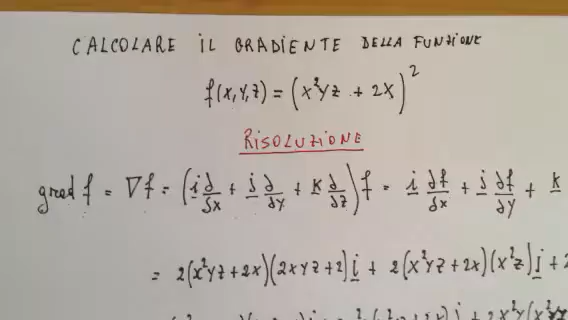 CALCOLARE IL GRADIENTE DELLA FUNZIONE
f(x,y,z) = (x²yz + 2x)²
RISOLUZIONE
grad f = ∇f = (i ∂/∂x + j ∂/∂y + k ∂/∂z) f = i ∂f/∂x + j ∂f/∂y + k
= 2(x²yz+2x)(2xyz+2)i + 2(x²yz+2x)(x²z)j + 2